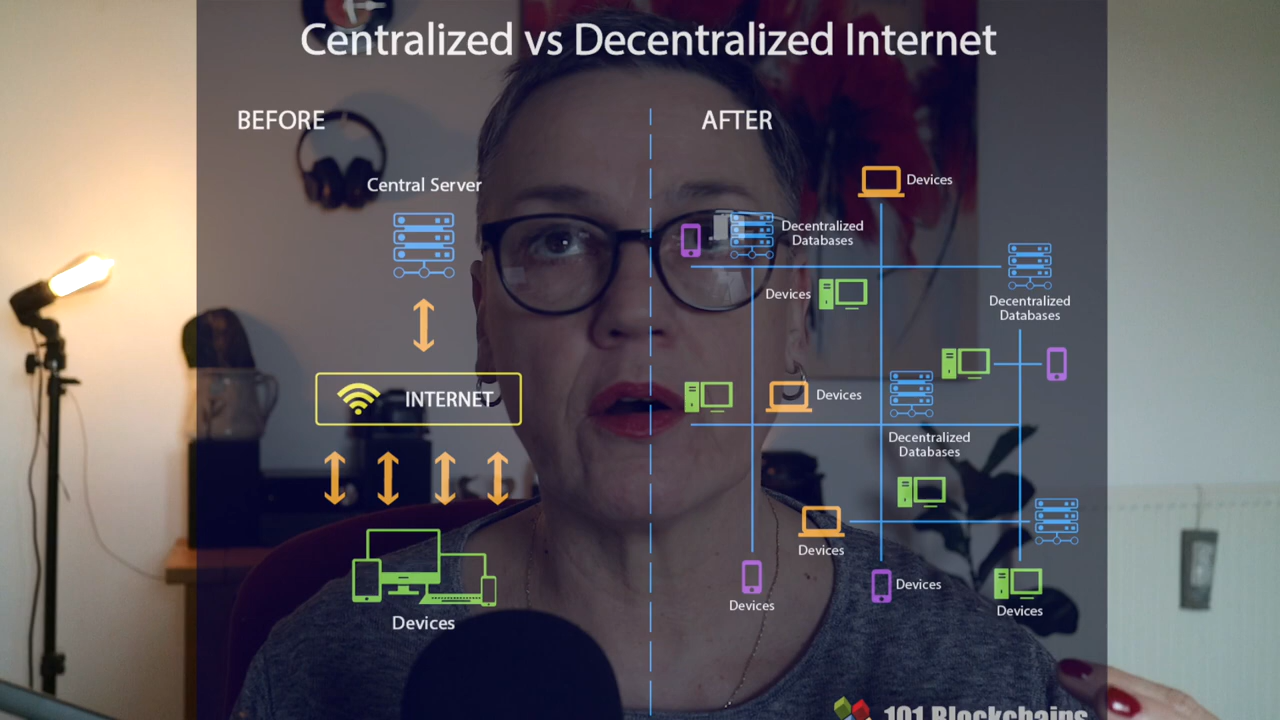 Centralized vs Decentralized Internet
BEFORE
Central Server
INTERNET
Devices
AFTER
Devices
Decentralized
Databases
Devices
Decentralized
Databases
Devices
Decentralized
Databases
Devices
Devices
Devices
Devices
101 Blockchains